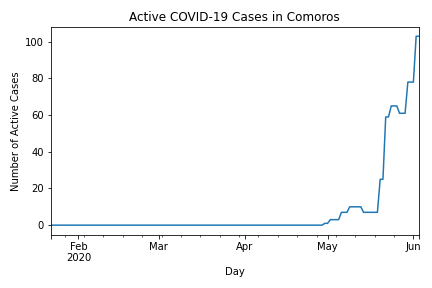 Active COVID-19 Cases in Comoros
Number of Active Cases
100
80
60
40
20
0
Feb Mar Apr May Jun
2020
Day